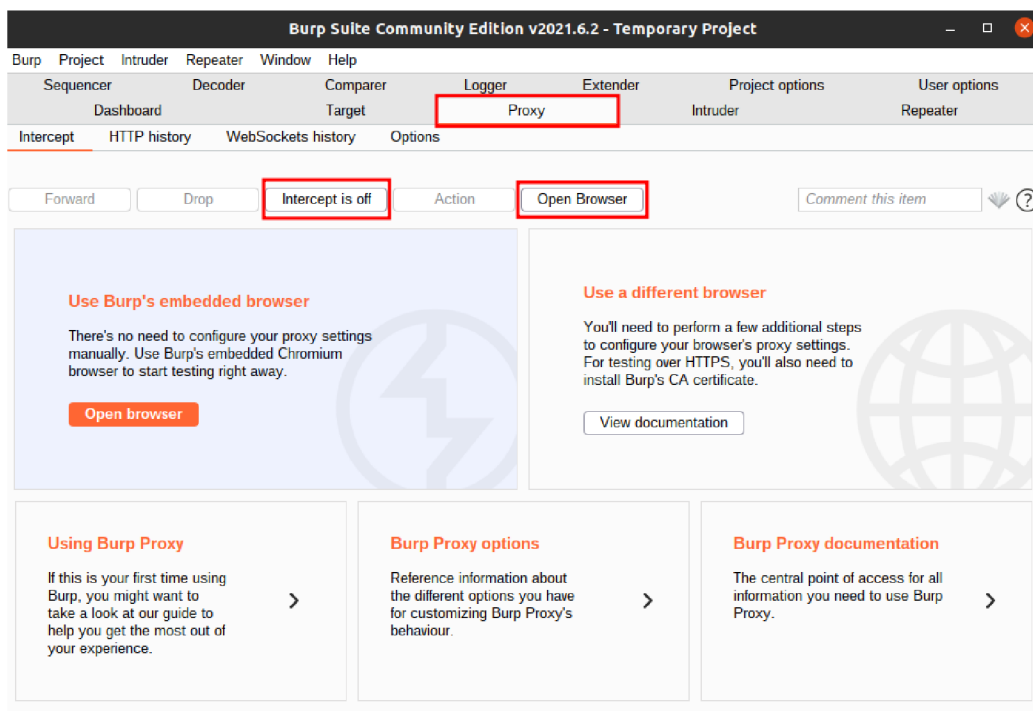 Burp Suite Community Edition v2021.6.2 - Temporary Project
Burp Project Intruder Repeater Window Help
Sequencer Decoder Comparer Logger Extender Project options User options
Dashboard Target Proxy Intruder Repeater
Intercept HTTP history WebSockets history Options
Forward Drop Intercept is off Action Open Browser Comment this item ?
Use Burp's embedded browser
There's no need to configure your proxy settings
manually. Use Burp's embedded Chromium
browser to start testing right away.
Open browser
Use a different browser
You'll need to perform a few additional steps
to configure your browser's proxy settings.
For testing over HTTPS, you'll also need to
install Burp's CA certificate.
View documentation
Using Burp Proxy
If this is your first time using
Burp, you might want to
take a look at our guide to
help you get the most out of
your experience.
Burp Proxy options
Reference information about
the different options you have
for customizing Burp Proxy's
behaviour.
Burp Proxy documentation
The central point of access for all
information you need to use Burp
Proxy.